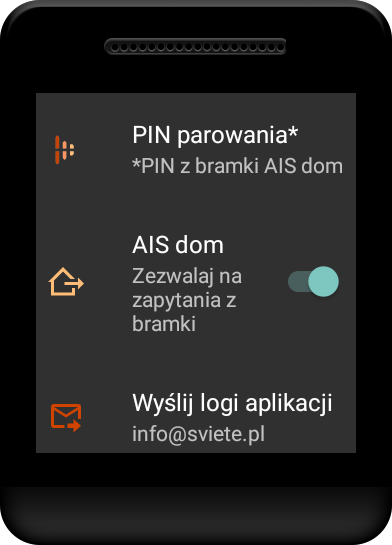 PIN parowania*
*PIN z bramki AIS dom
AIS dom
Zezwalaj na
zapytania z
bramki
Wyślij logi aplikacji
info@sviete.pl